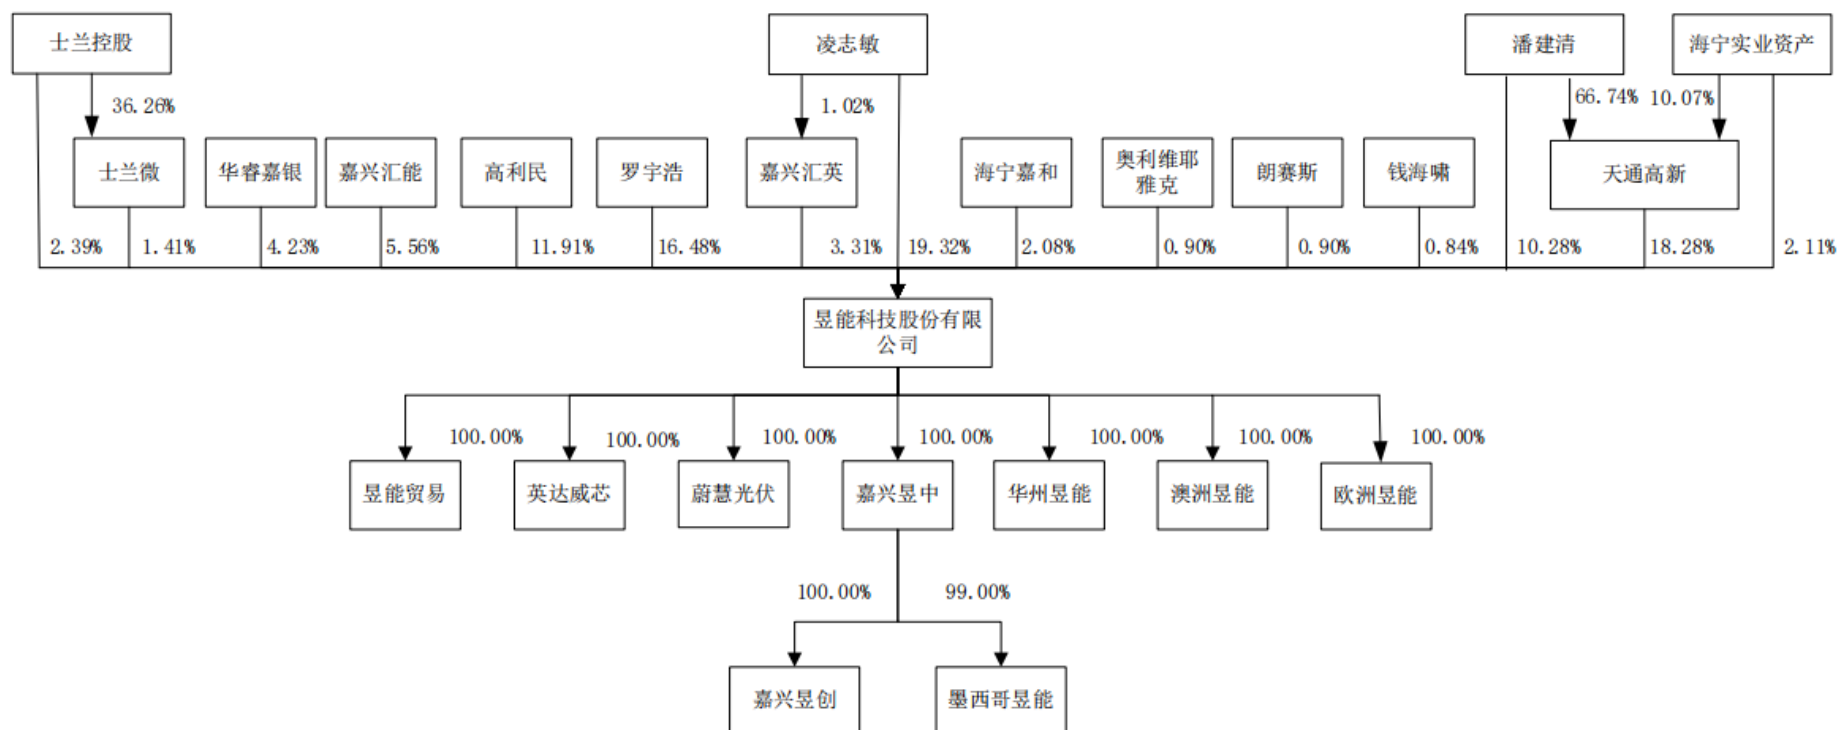 士兰控股
凌志敏
潘建清
海宁实业资产
36.26%
1.02%
66.74%
10.07%
士兰微
华睿嘉银
嘉兴汇能
高利民
罗宇浩
嘉兴汇英
海宁嘉和
奥利维耶
雅克
朗赛斯
钱海啸
天通高新
2.39%
1.41%
4.23%
5.56%
11.91%
16.48%
3.31%
19.32%
2.08%
0.90%
0.90%
0.84%
10.28%
18.28%
2.11%
昱能科技股份有限
公司
100.00%
100.00%
100.00%
100.00%
100.00%
100.00%
100.00%
昱能贸易
英达威芯
蔚慧光伏
嘉兴昱中
华州昱能
澳洲昱能
欧洲昱能
100.00%
99.00%
嘉兴昱创
墨西哥昱能